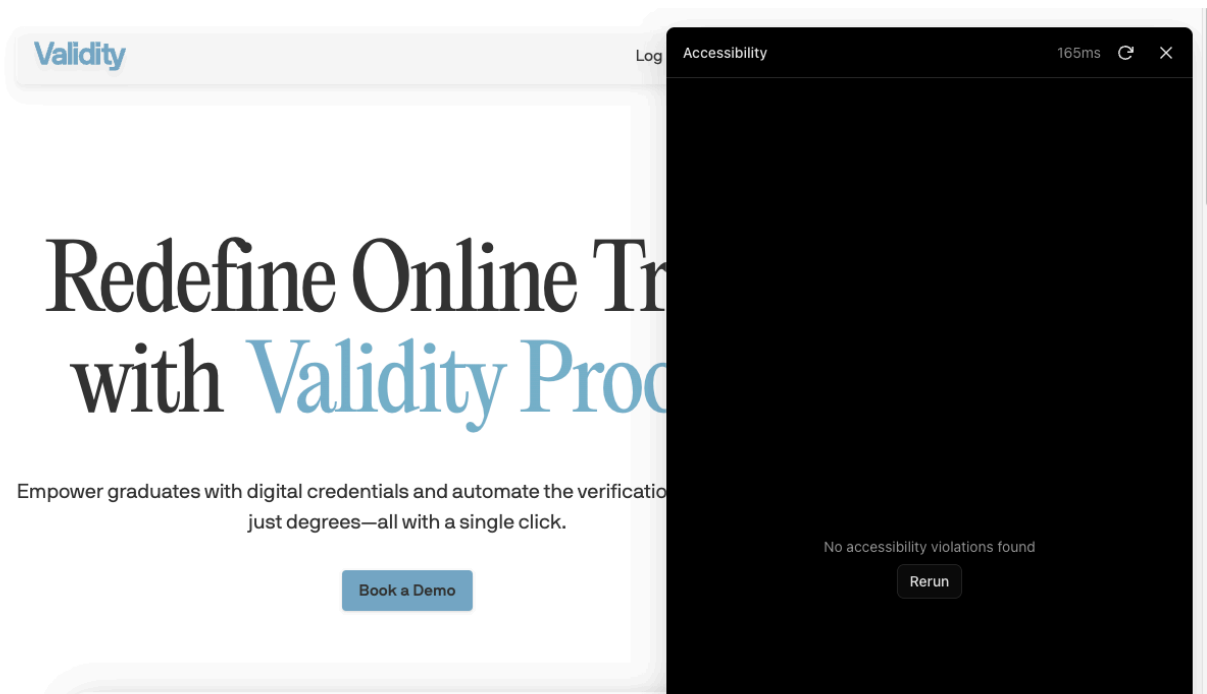 Validity
Log
Accessibility
165ms
Redefine Online Tr
with Validity Proo
Empower graduates with digital credentials and automate the verificatio
just degrees—all with a single click.
Book a Demo
No accessibility violations found
Rerun